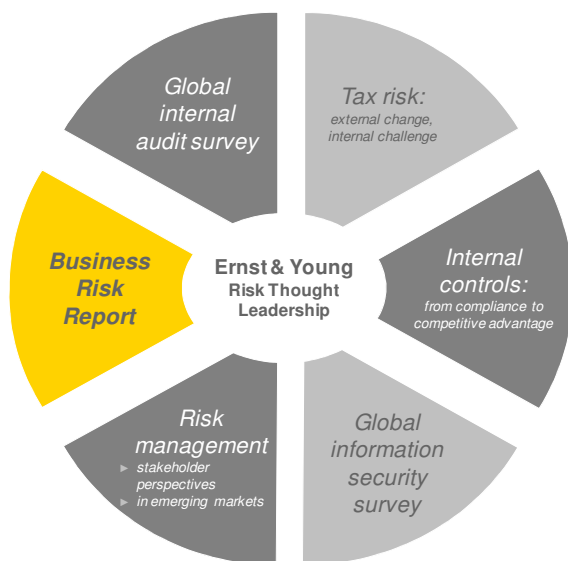 Global
internal
audit survey
Tax risk:
external change,
internal challenge
Business
Risk
Report
Ernst & Young
Risk Thought
Leadership
Internal
controls:
from compliance to
competitive advantage
Risk
management
► stakeholder
perspectives
► in emerging markets
Global
information
security
survey